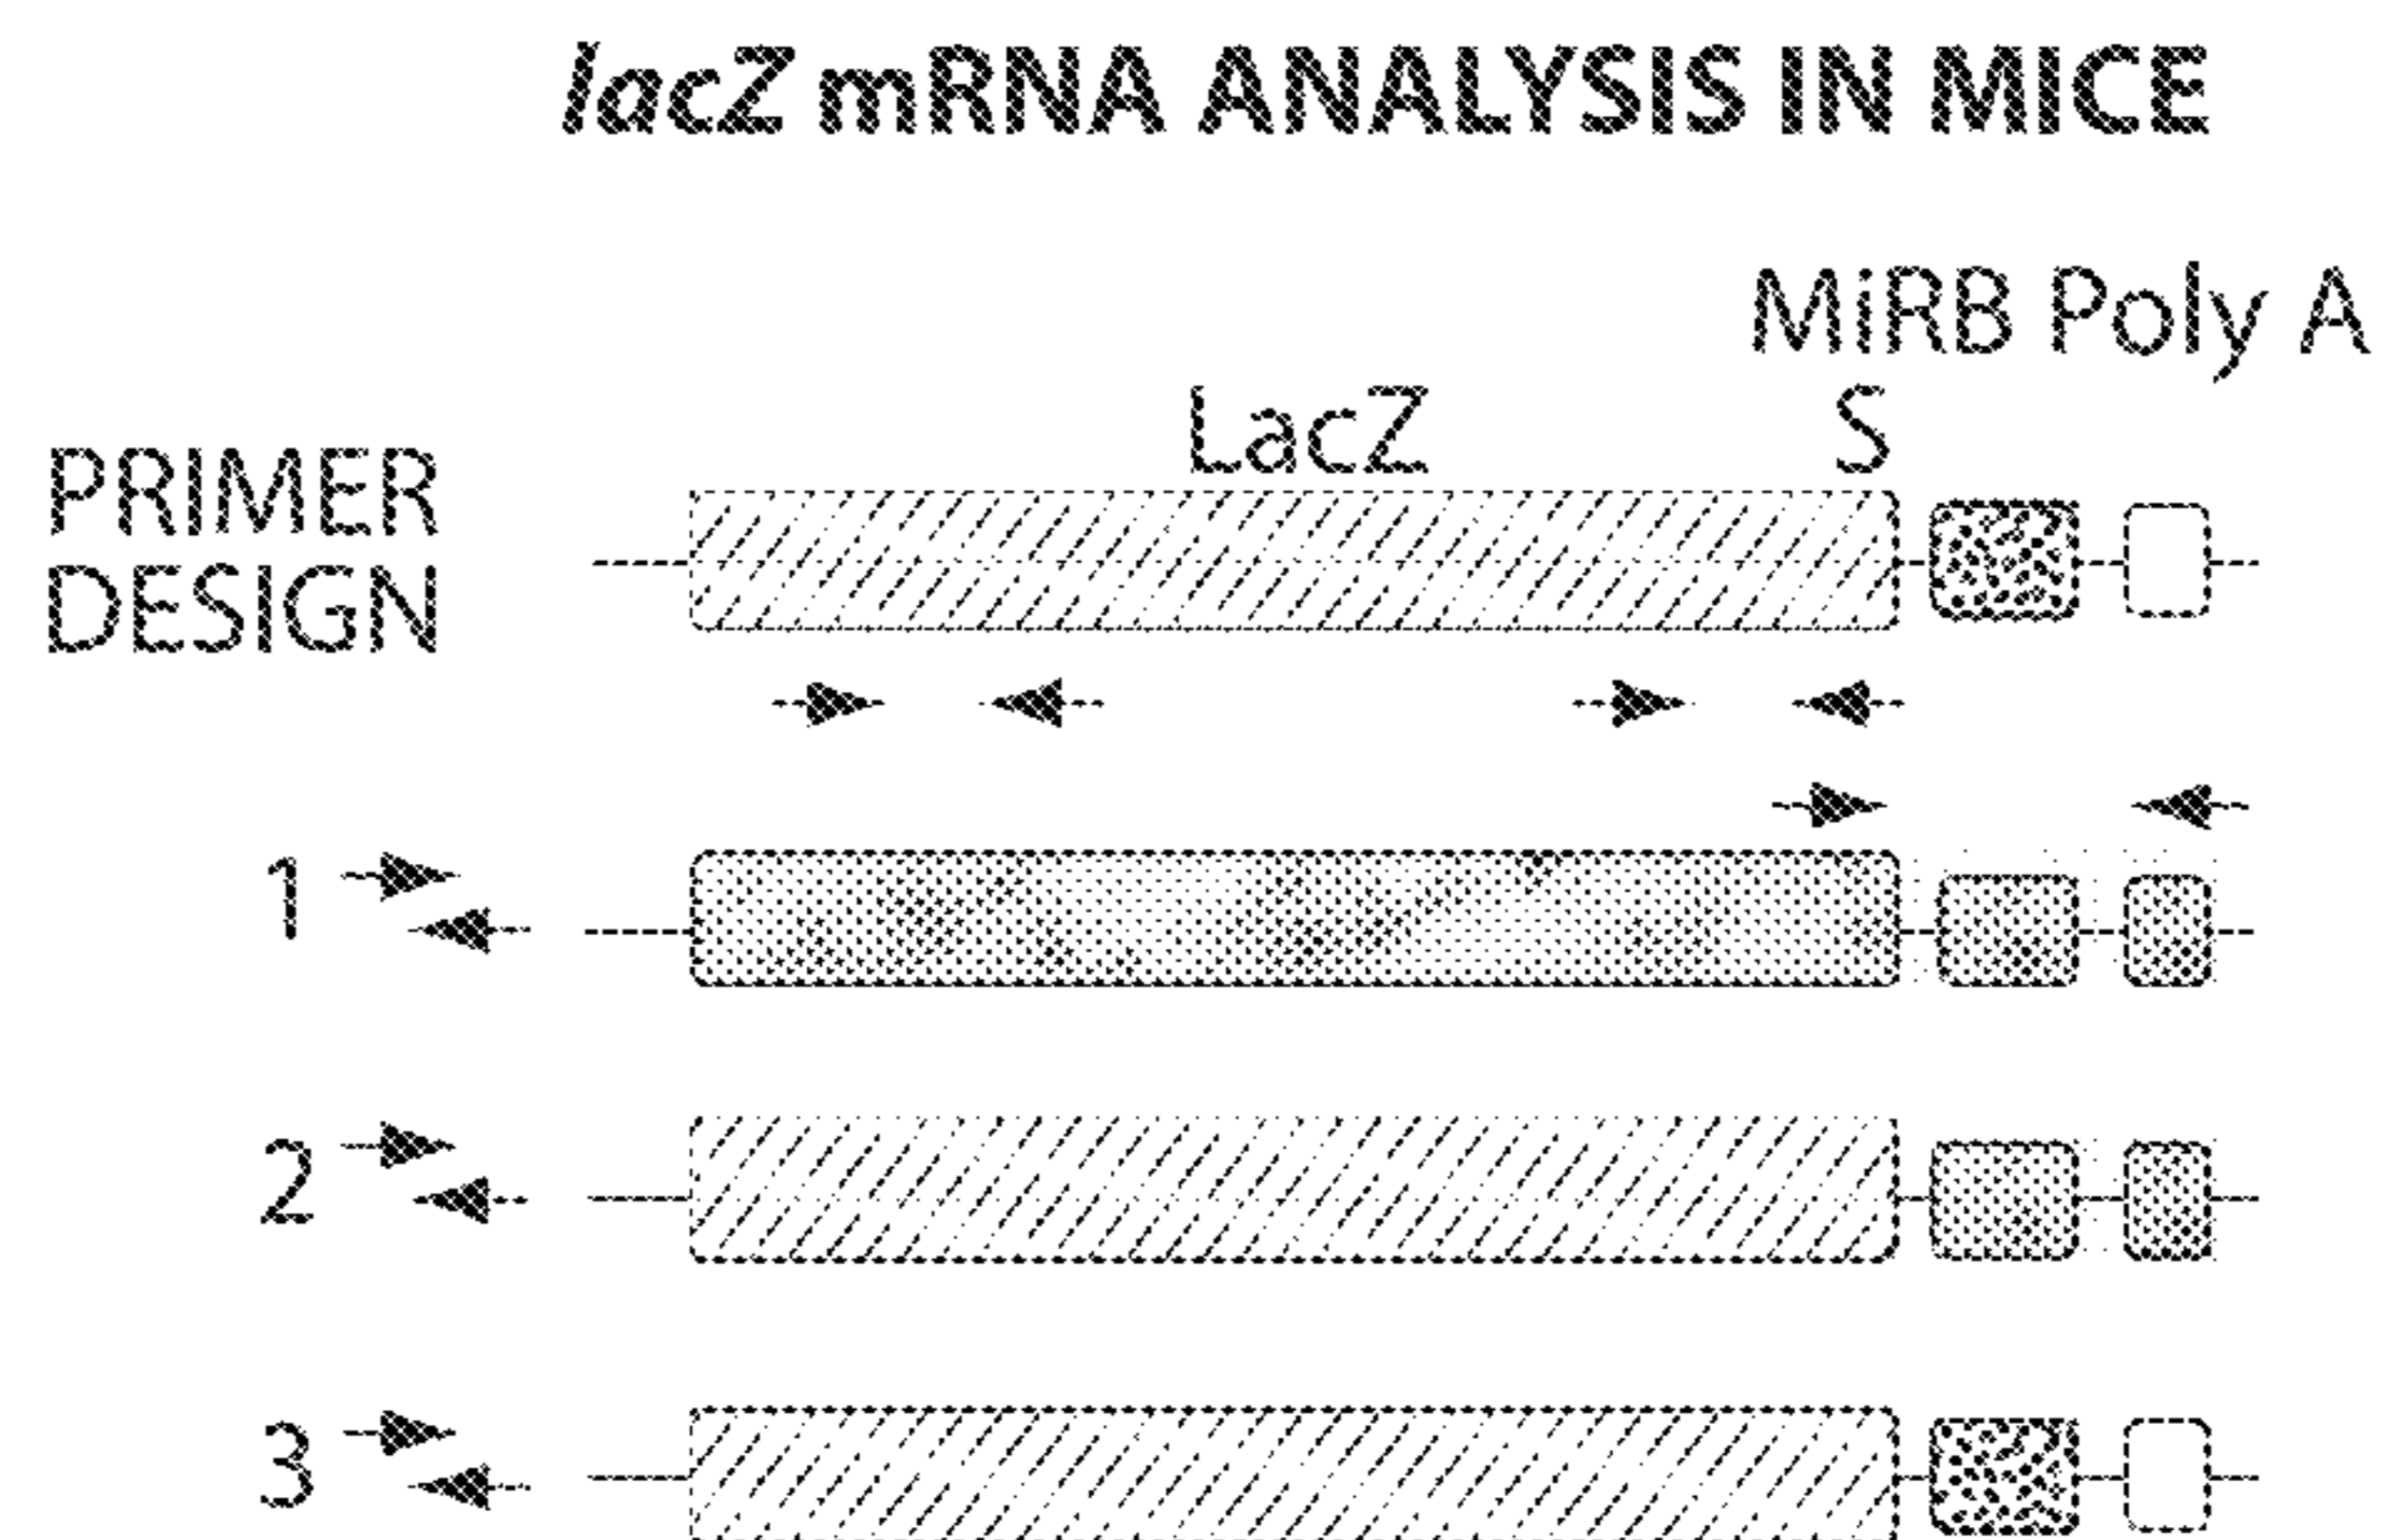 lacZ mRNA ANALYSIS IN MICE
MiRB Poly A
LacZ S
PRIMER
DESIGN
1
2
3